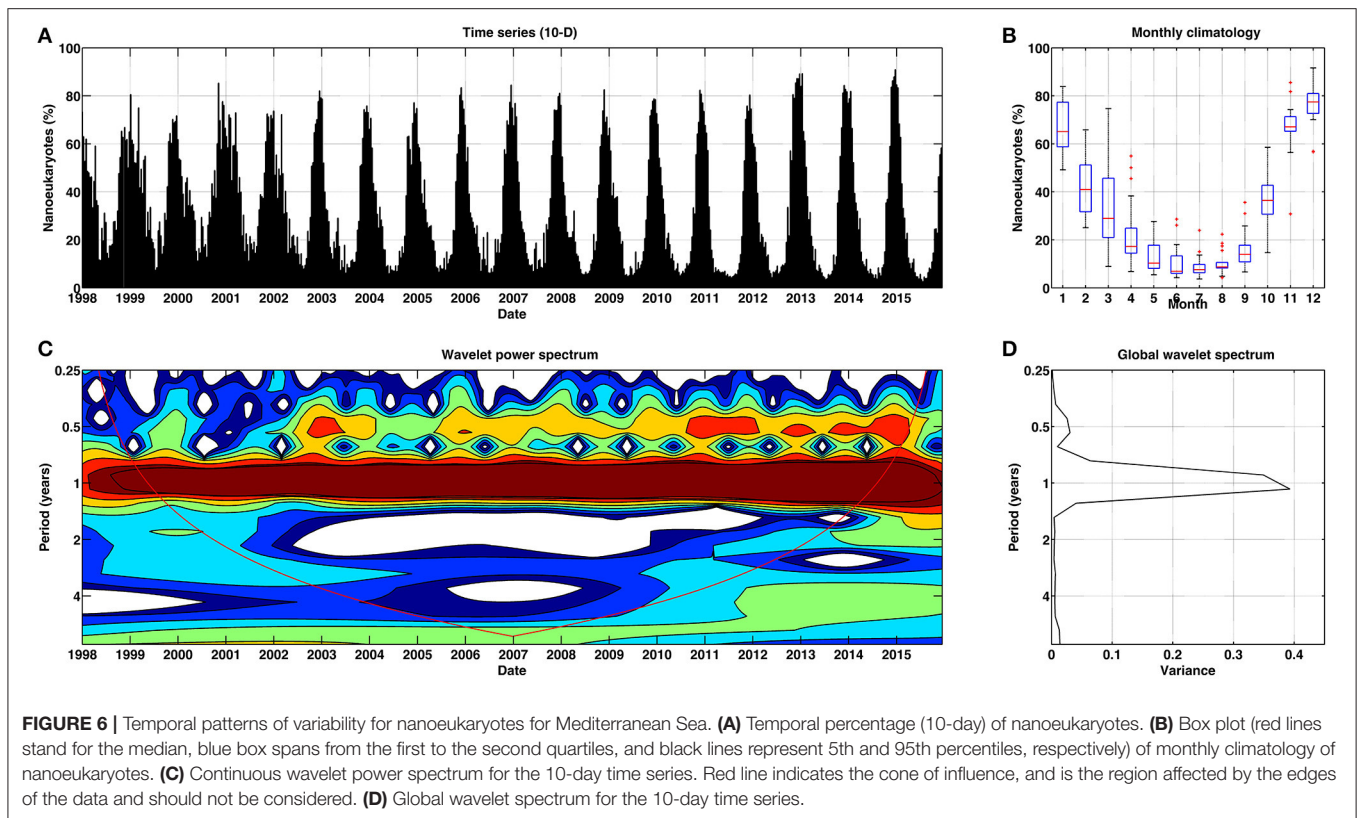 A
Time series (10-D)
Nanoeukaryotes (%)
100
80
60
40
20
0
1998 1999 2000 2001 2002 2003 2004 2005 2006 2007 2008 2009 2010 2011 2012 2013 2014 2015
Date
B
Monthly climatology
Nanoeukaryotes (%)
100
80
60
40
20
0
1 2 3 4 5 6 7 8 9 10 11 12
Month
C
Wavelet power spectrum
Period (years)
0.25
0.5
1
2
4
1998 1999 2000 2001 2002 2003 2004 2005 2006 2007 2008 2009 2010 2011 2012 2013 2014 2015
Date
D
Global wavelet spectrum
Period (years)
0.25
0.5
1
2
4
0 0.1 0.2 0.3 0.4
Variance
FIGURE 6 | Temporal patterns of variability for nanoeukaryotes for Mediterranean Sea. (A) Temporal percentage (10-day) of nanoeukaryotes. (B) Box plot (red lines
stand for the median, blue box spans from the first to the second quartiles, and black lines represent 5th and 95th percentiles, respectively) of monthly climatology of
nanoeukaryotes. (C) Continuous wavelet power spectrum for the 10-day time series. Red line indicates the cone of influence, and is the region affected by the edges
of the data and should not be considered. (D) Global wavelet spectrum for the 10-day time series.